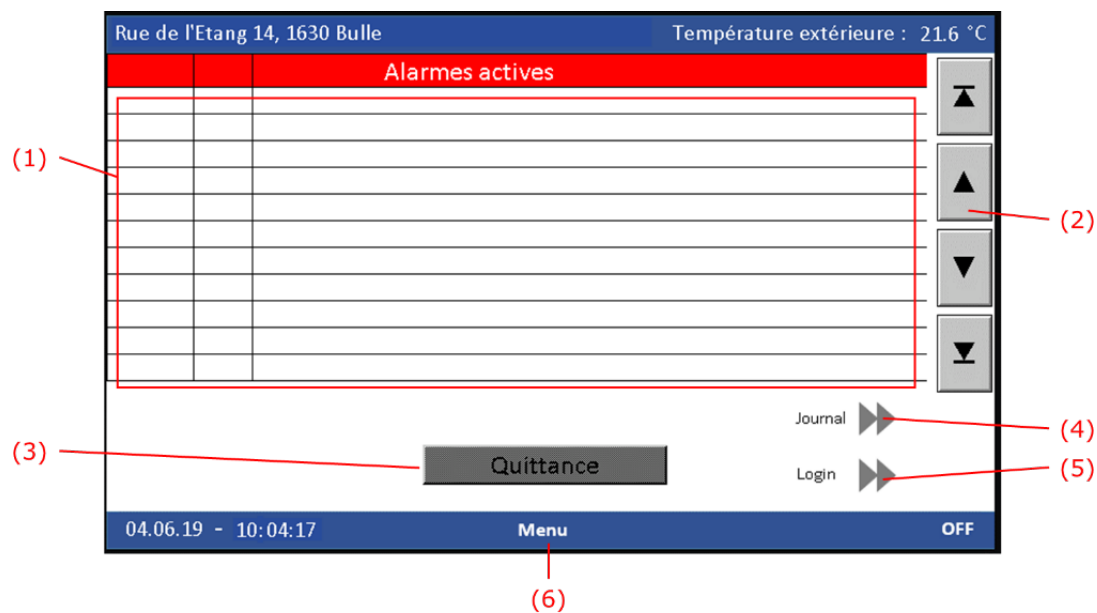 Rue de l'Etang 14, 1630 Bulle Température extérieure : 21.6 °C
Alarmes actives
(1)
(2)
Journal
(4)
(3)
Quittance
Login
(5)
04.06.19 - 10:04:17 Menu OFF
(6)